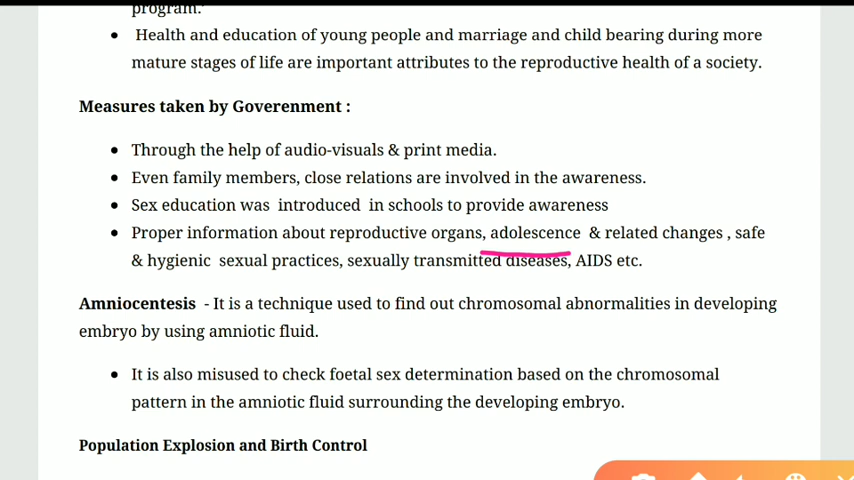 program.'
Health and education of young people and marriage and child bearing during more
mature stages of life are important attributes to the reproductive health of a society.
Measures taken by Goverenment :
Through the help of audio-visuals & print media.
Even family members, close relations are involved in the awareness.
Sex education was introduced in schools to provide awareness
Proper information about reproductive organs, adolescence & related changes , safe
& hygienic sexual practices, sexually transmitted diseases, AIDS etc.
Amniocentesis - It is a technique used to find out chromosomal abnormalities in developing
embryo by using amniotic fluid.
It is also misused to check foetal sex determination based on the chromosomal
pattern in the amniotic fluid surrounding the developing embryo.
Population Explosion and Birth Control